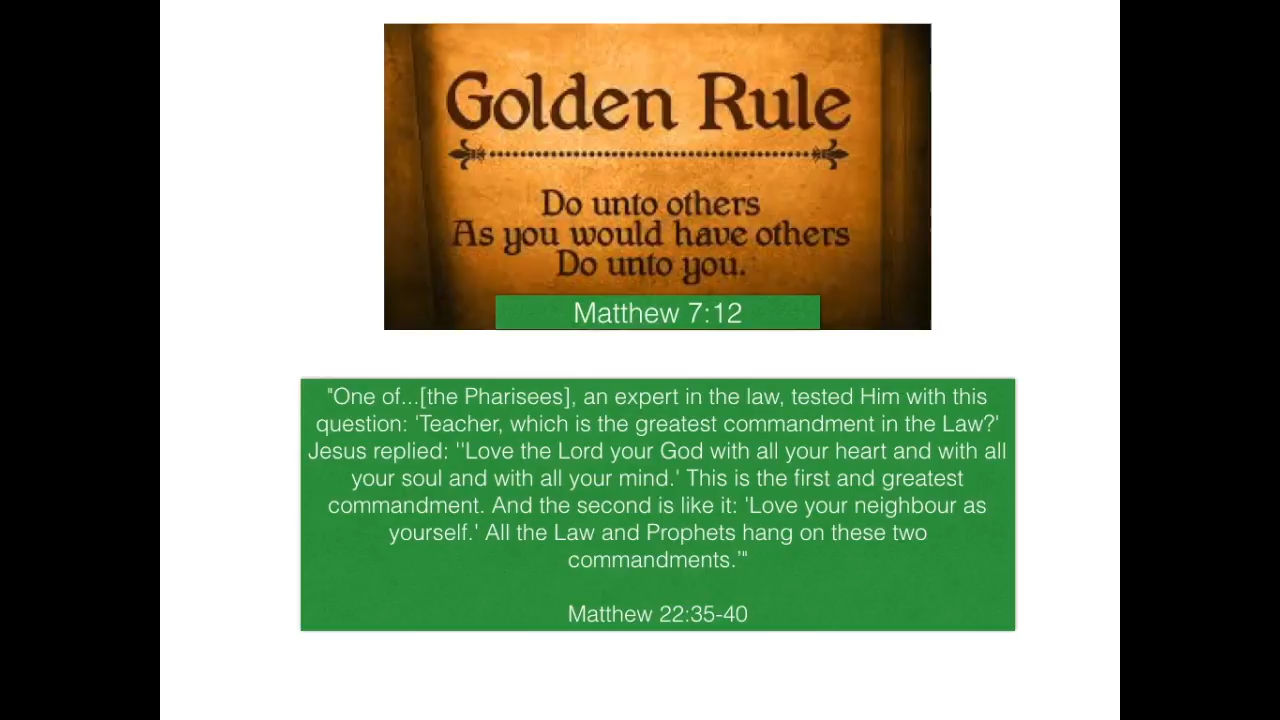 Golden Rule
Do unto others
As you would have others
Do unto you.
Matthew 7:12
"One of...[the Pharisees], an expert in the law, tested Him with this
question: 'Teacher, which is the greatest commandment in the Law?'
Jesus replied: ''Love the Lord your God with all your heart and with all
your soul and with all your mind.' This is the first and greatest
commandment. And the second is like it: 'Love your neighbour as
yourself.' All the Law and Prophets hang on these two
commandments.'"
Matthew 22:35-40